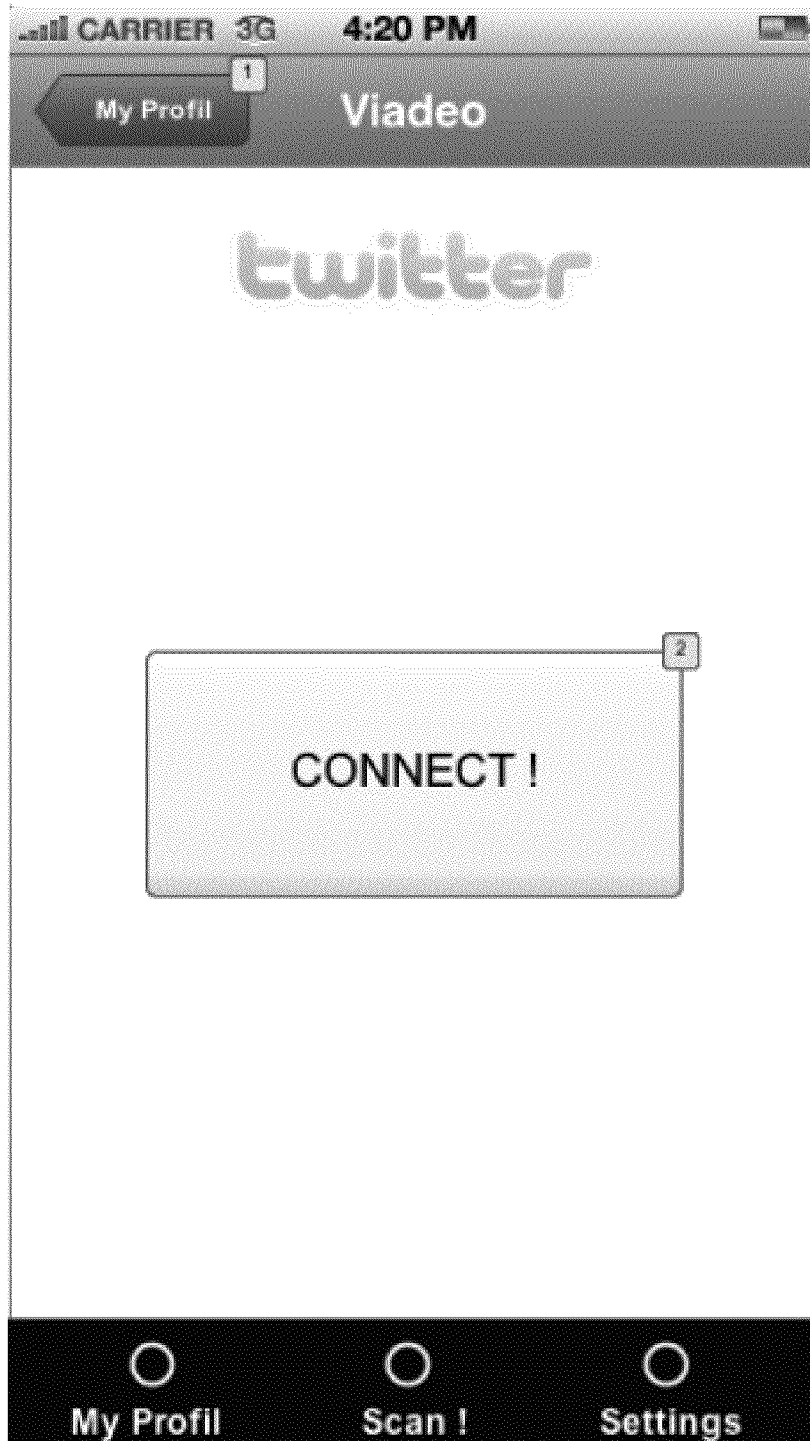 CARRIER 3G 4:20 PM
1
My Profil Viadeo
twitter
2
CONNECT !
My Profil Scan ! Settings